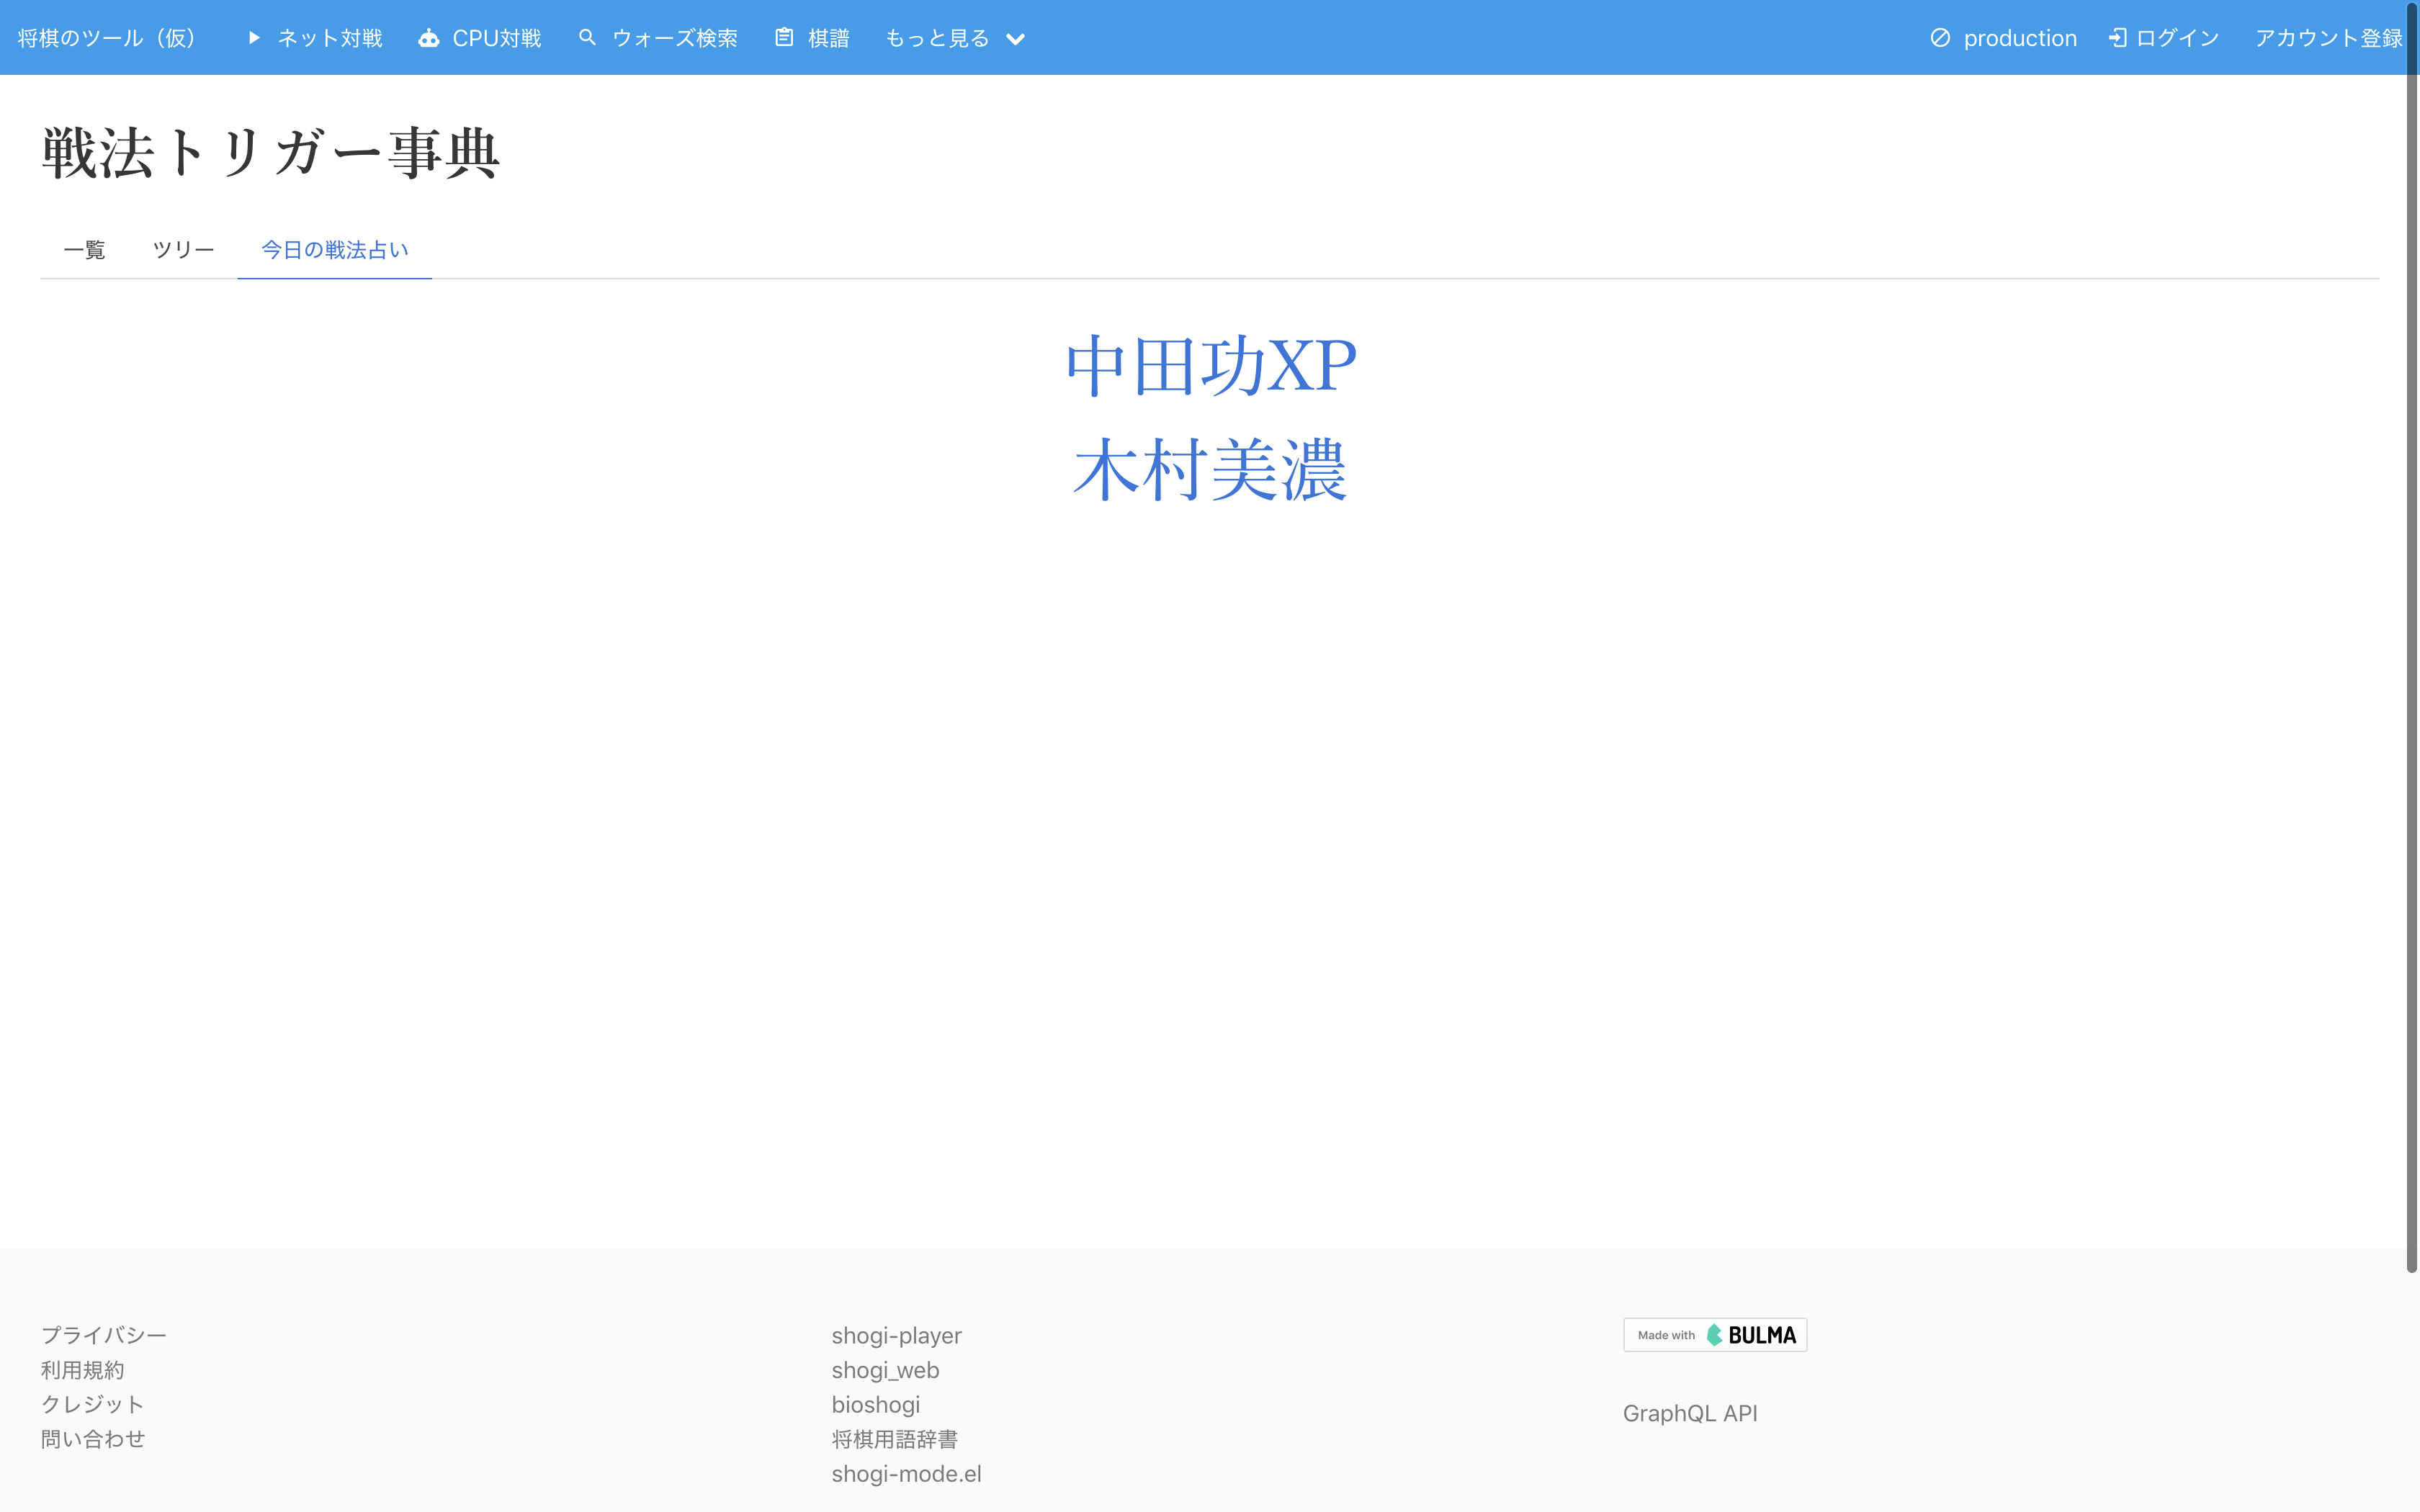 将棋のツール（仮） ネット対戦 CPU対戦 ウォーズ検索 棋譜 もっと見る production ログイン アカウント登録
戦法トリガー事典
一覧 ツリー 今日の戦法占い
中田功XP
木村美濃
プライバシー
利用規約
クレジット
問い合わせ
shogi-player
shogi_web
bioshogi
将棋用語辞書
shogi-mode.el
Made with BULMA
GraphQL API